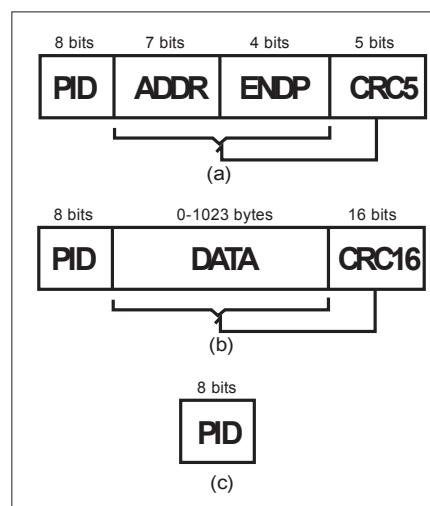 8 bits 7 bits 4 bits 5 bits
PID ADDR ENDP CRC5
(a)
8 bits 0-1023 bytes 16 bits
PID DATA CRC16
(b)
8 bits
PID
(c)